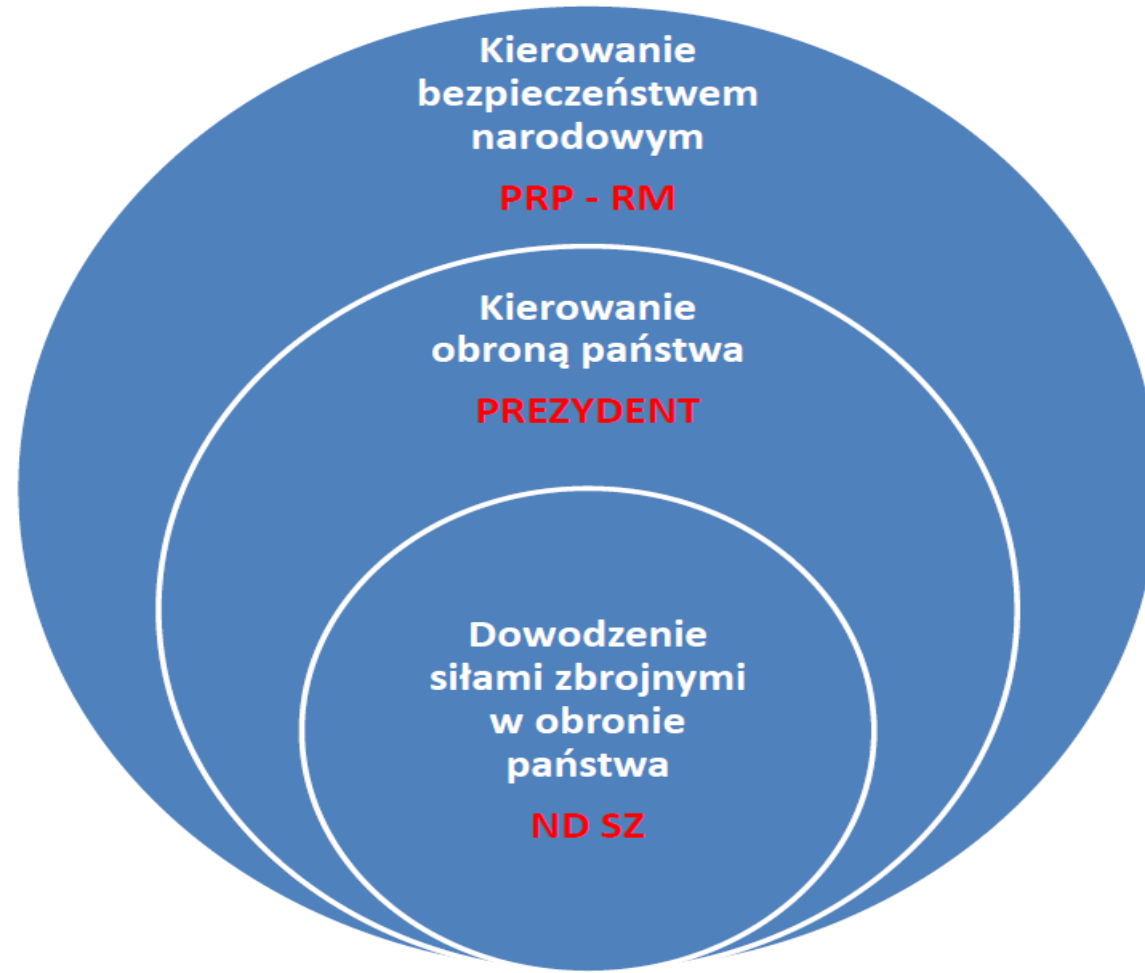 Kierowanie
bezpieczeństwem
narodowym
PRP - RM
Kierowanie
obroną państwa
PREZYDENT
Dowodzenie
siłami zbrojnymi
w obronie
państwa
ND SZ